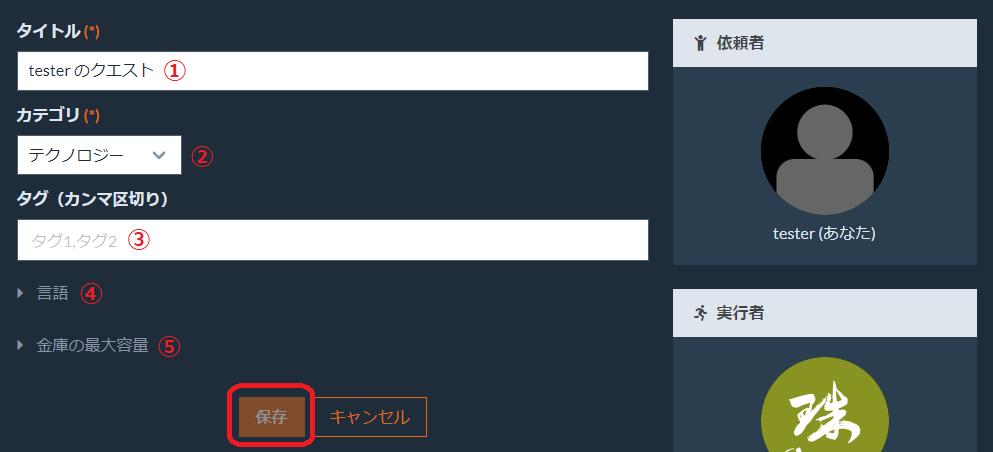 タイトル (*)
tester のクエスト ①
カテゴリ (*)
テクノロジー ②
タグ（カンマ区切り）
タグ1,タグ2 ③
言語 ④
金庫の最大容量 ⑤
保存 キャンセル
依頼者
tester (あなた)
実行者
珠